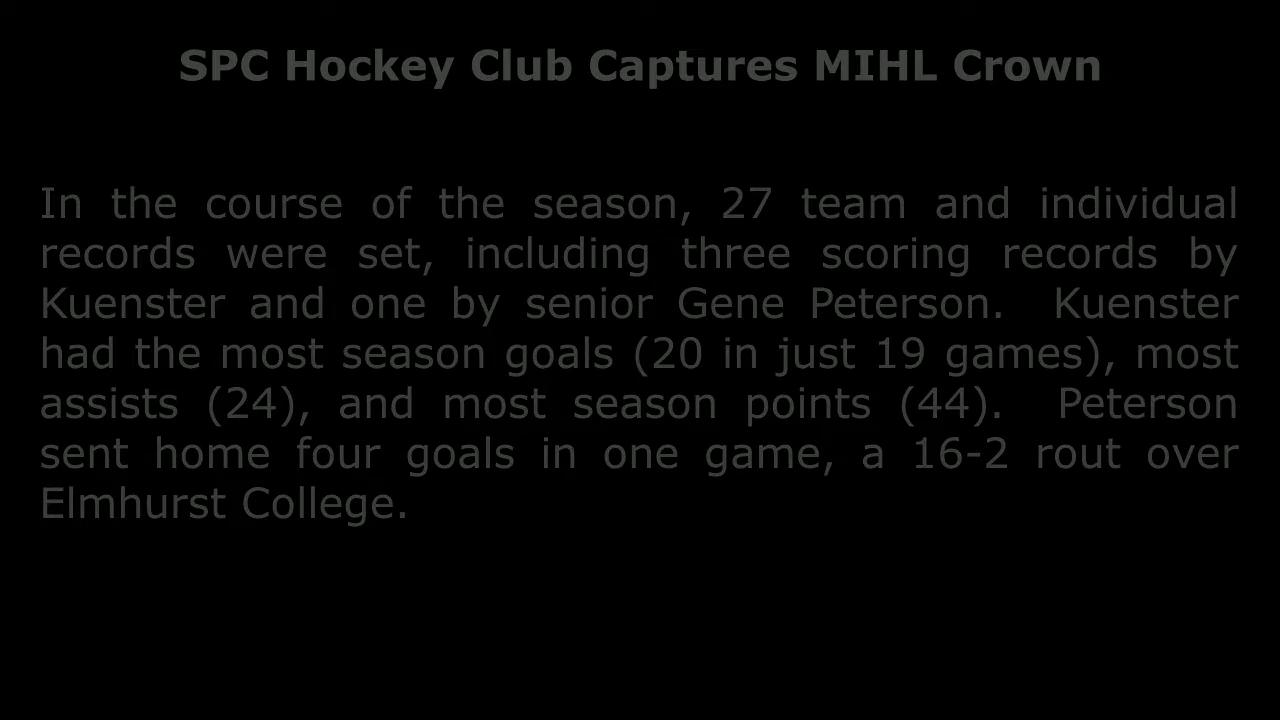 SPC Hockey Club Captures MIHL Crown
In the course of the season, 27 team and individual
records were set, including three scoring records by
Kuenster and one by senior Gene Peterson. Kuenster
had the most season goals (20 in just 19 games), most
assists (24), and most season points (44). Peterson
sent home four goals in one game, a 16-2 rout over
Elmhurst College.